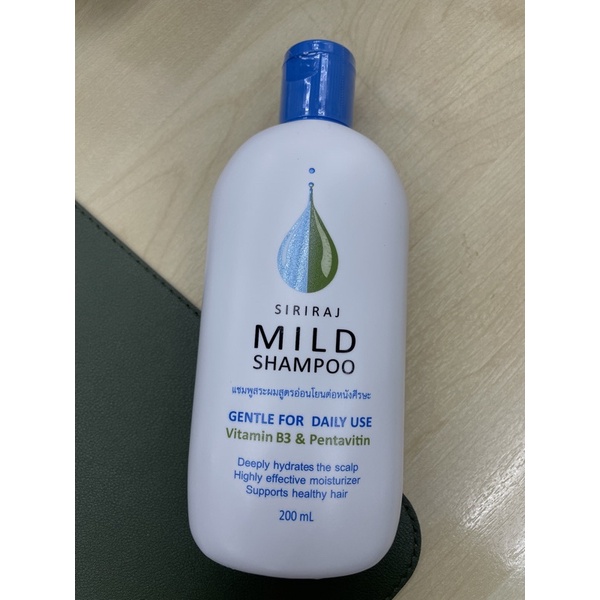 SIRIRAJ
MILD
SHAMPOO
แชมพูสระผมสูตรอ่อนโยนต่อหนังศีรษะ
GENTLE FOR DAILY USE
Vitamin B3 & Pentavitin
Deeply hydrates the scalp
Highly effective moisturizer
Supports healthy hair
200 mL